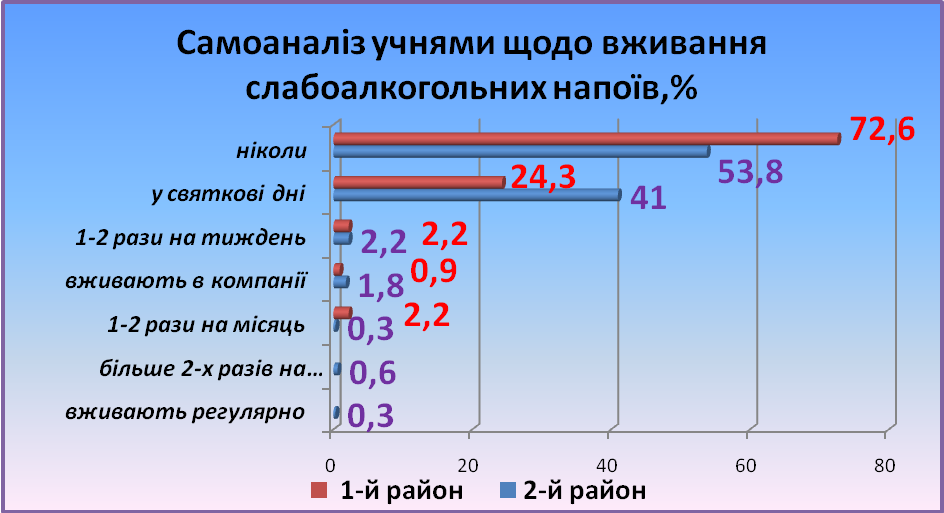 Самоаналіз учнями щодо вживання
слабоалкогольних напоїв,%
ніколи
72,6
53,8
у святкові дні
24,3
41
1-2 рази на тиждень
2,2 2,2
вживають в компанії
1,8 0,9
1-2 рази на місяць
0,3 2,2
більше 2-х разів на...
0,6
вживають регулярно
0,3
0 20 40 60 80
1-й район 2-й район